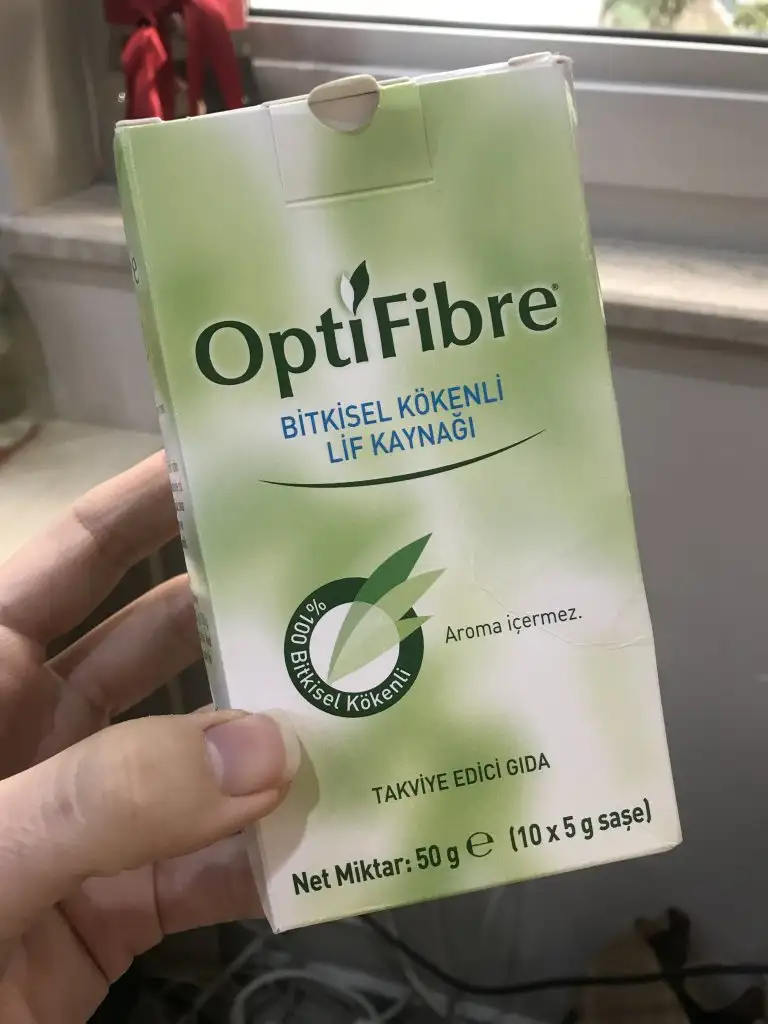 OptiFibre®
BİTKİSEL KÖKENLİ
LİF KAYNAĞI
%100 Bitkisel Kökenli
Aroma içermez.
TAKVİYE EDİCİ GIDA
Net Miktar: 50 g ℮ (10 x 5 g saşe)